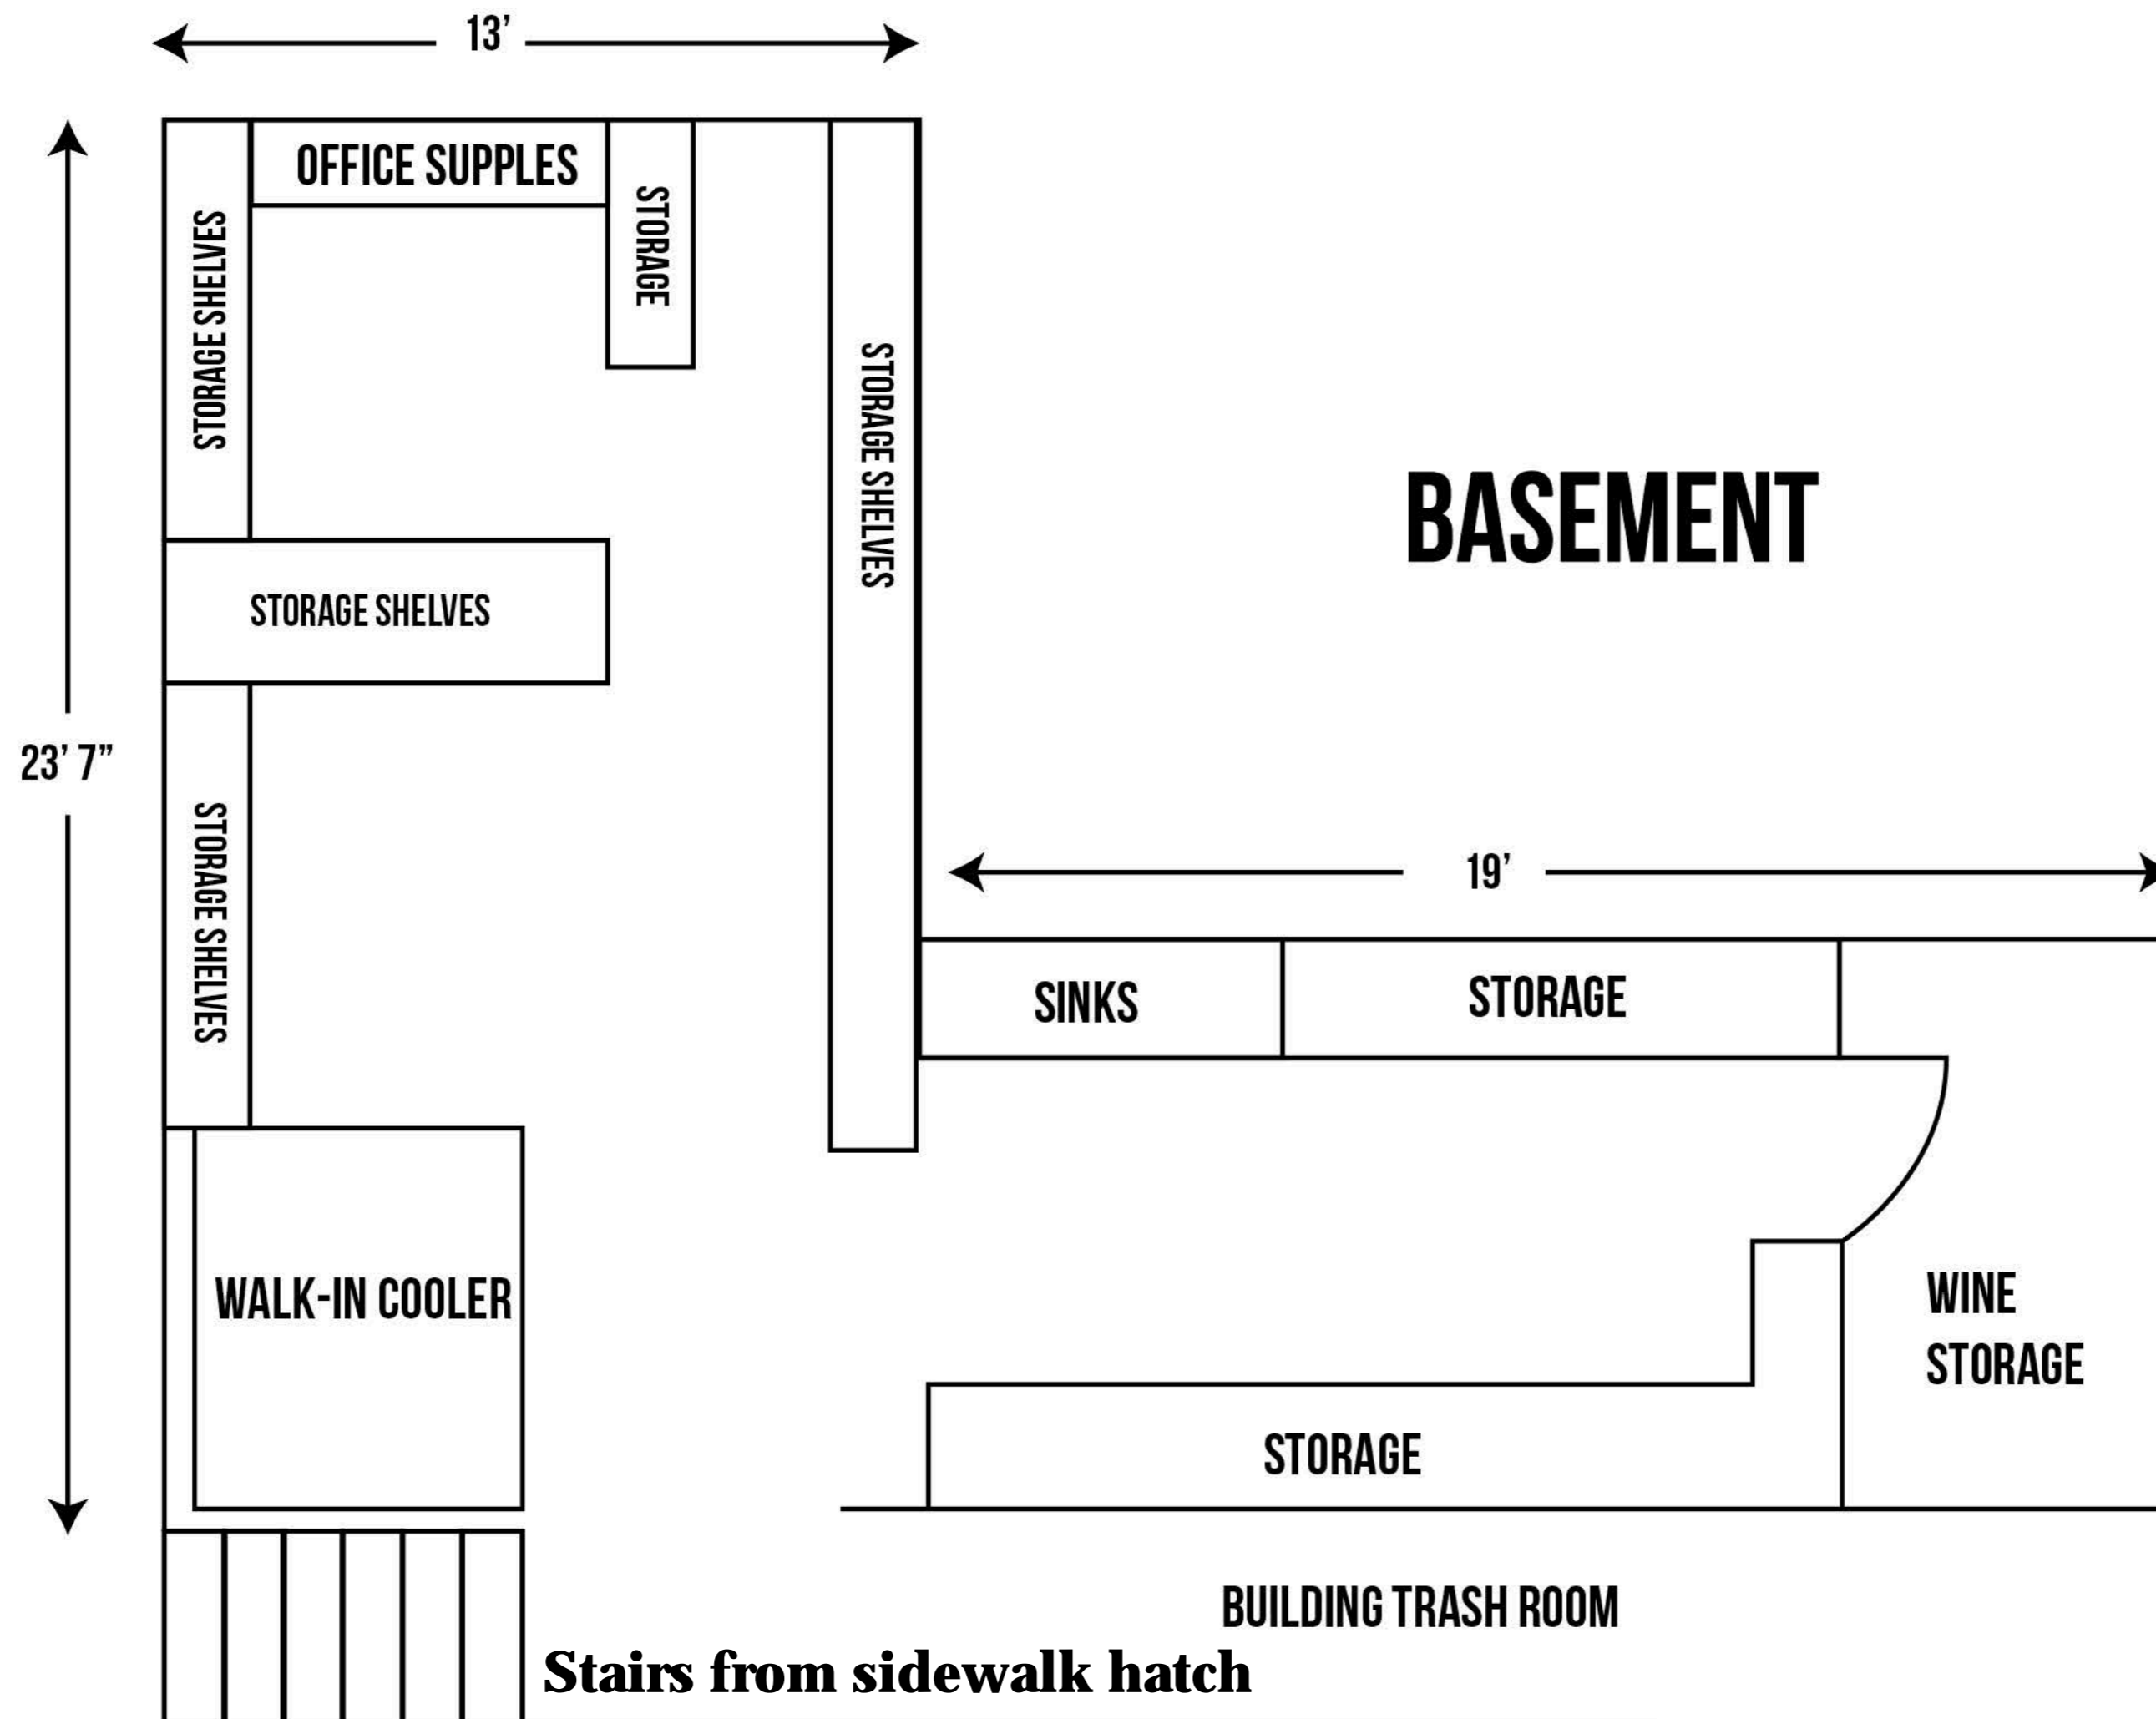 13’
OFFICE SUPPLES
STORAGE
STORAGE SHELVES
STORAGE SHELVES
BASEMENT
STORAGE SHELVES
23’ 7”
STORAGE SHELVES
19’
SINKS
STORAGE
WALK-IN COOLER
WINE
STORAGE
STORAGE
BUILDING TRASH ROOM
Stairs from sidewalk hatch